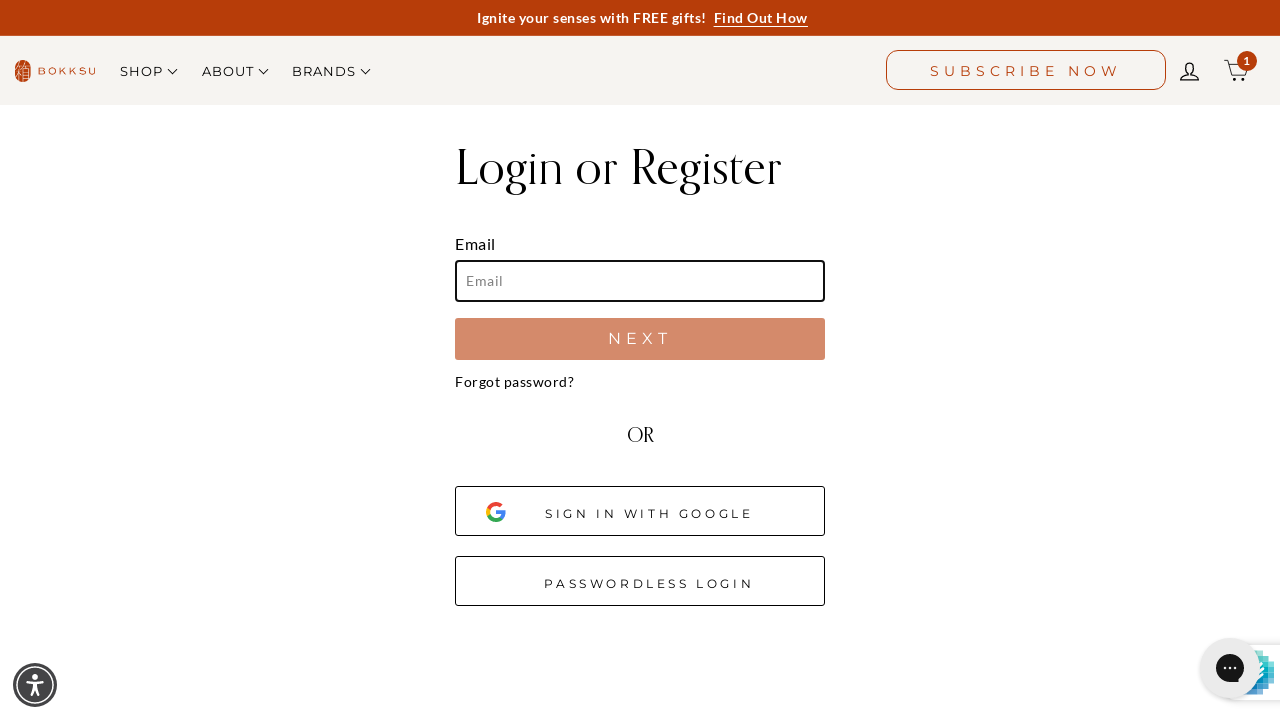 Ignite your senses with FREE gifts! Find Out How
BOKKSU SHOP ABOUT BRANDS SUBSCRIBE NOW 1
Login or Register
Email
Email
NEXT
Forgot password?
OR
SIGN IN WITH GOOGLE
PASSWORDLESS LOGIN